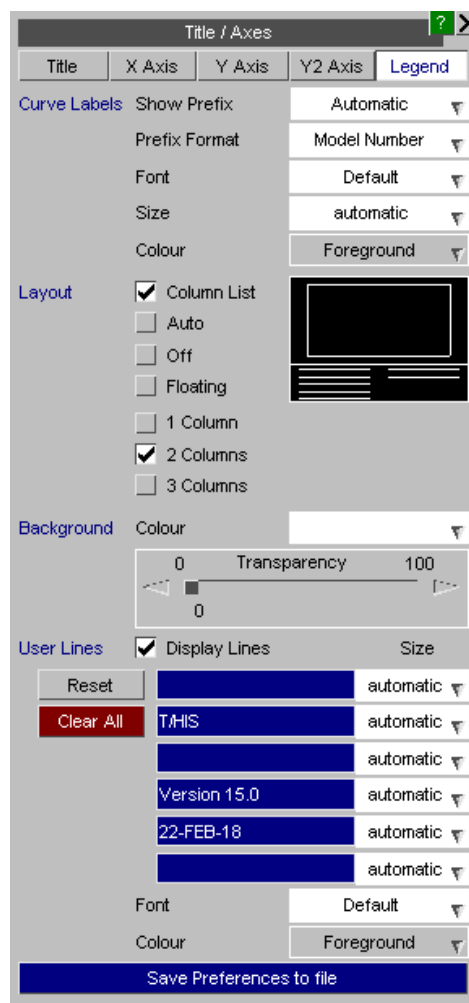 Title / Axes
?
Title X Axis Y Axis Y2 Axis Legend
Curve Labels Show Prefix Automatic
Prefix Format Model Number
Font Default
Size automatic
Colour Foreground
Layout Column List
Auto
Off
Floating
1 Column
2 Columns
3 Columns
Background Colour
0 Transparency 100
0
User Lines Display Lines Size
Reset automatic
Clear All T/HIS automatic
automatic
Version 15.0 automatic
22-FEB-18 automatic
automatic
Font Default
Colour Foreground
Save Preferences to file